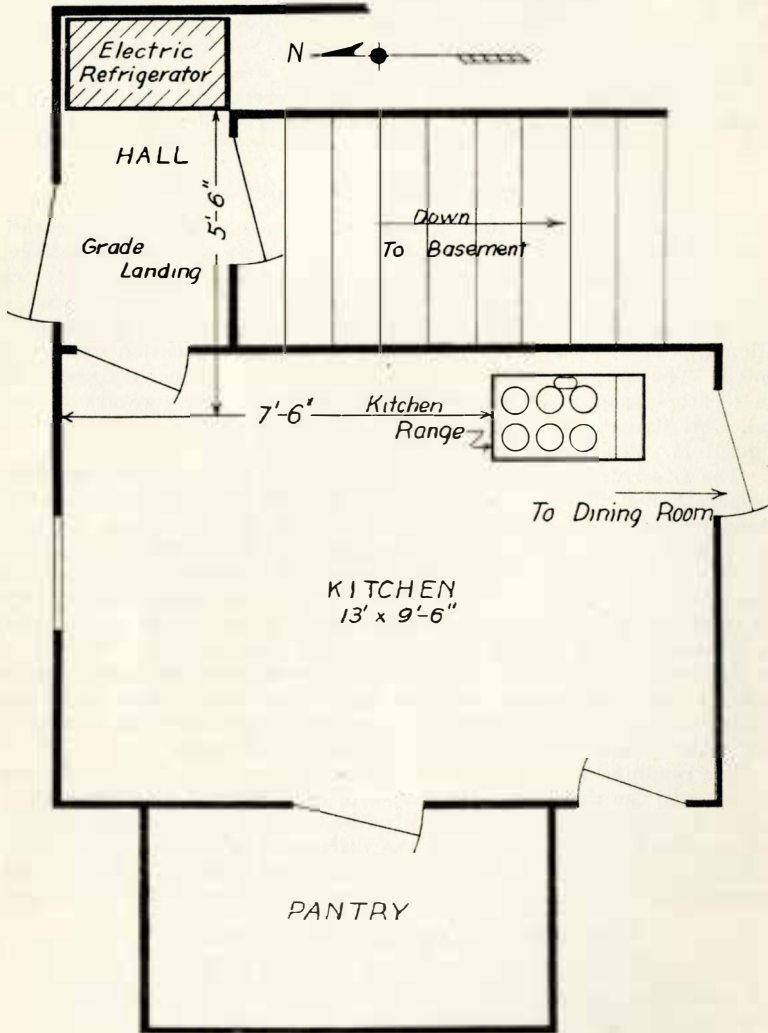 Electric
Refrigerator
N
HALL
5'-6"
Grade
Landing
Down
To Basement
7'-6"
Kitchen
Range
To Dining Room
KITCHEN
13' x 9'-6"
PANTRY